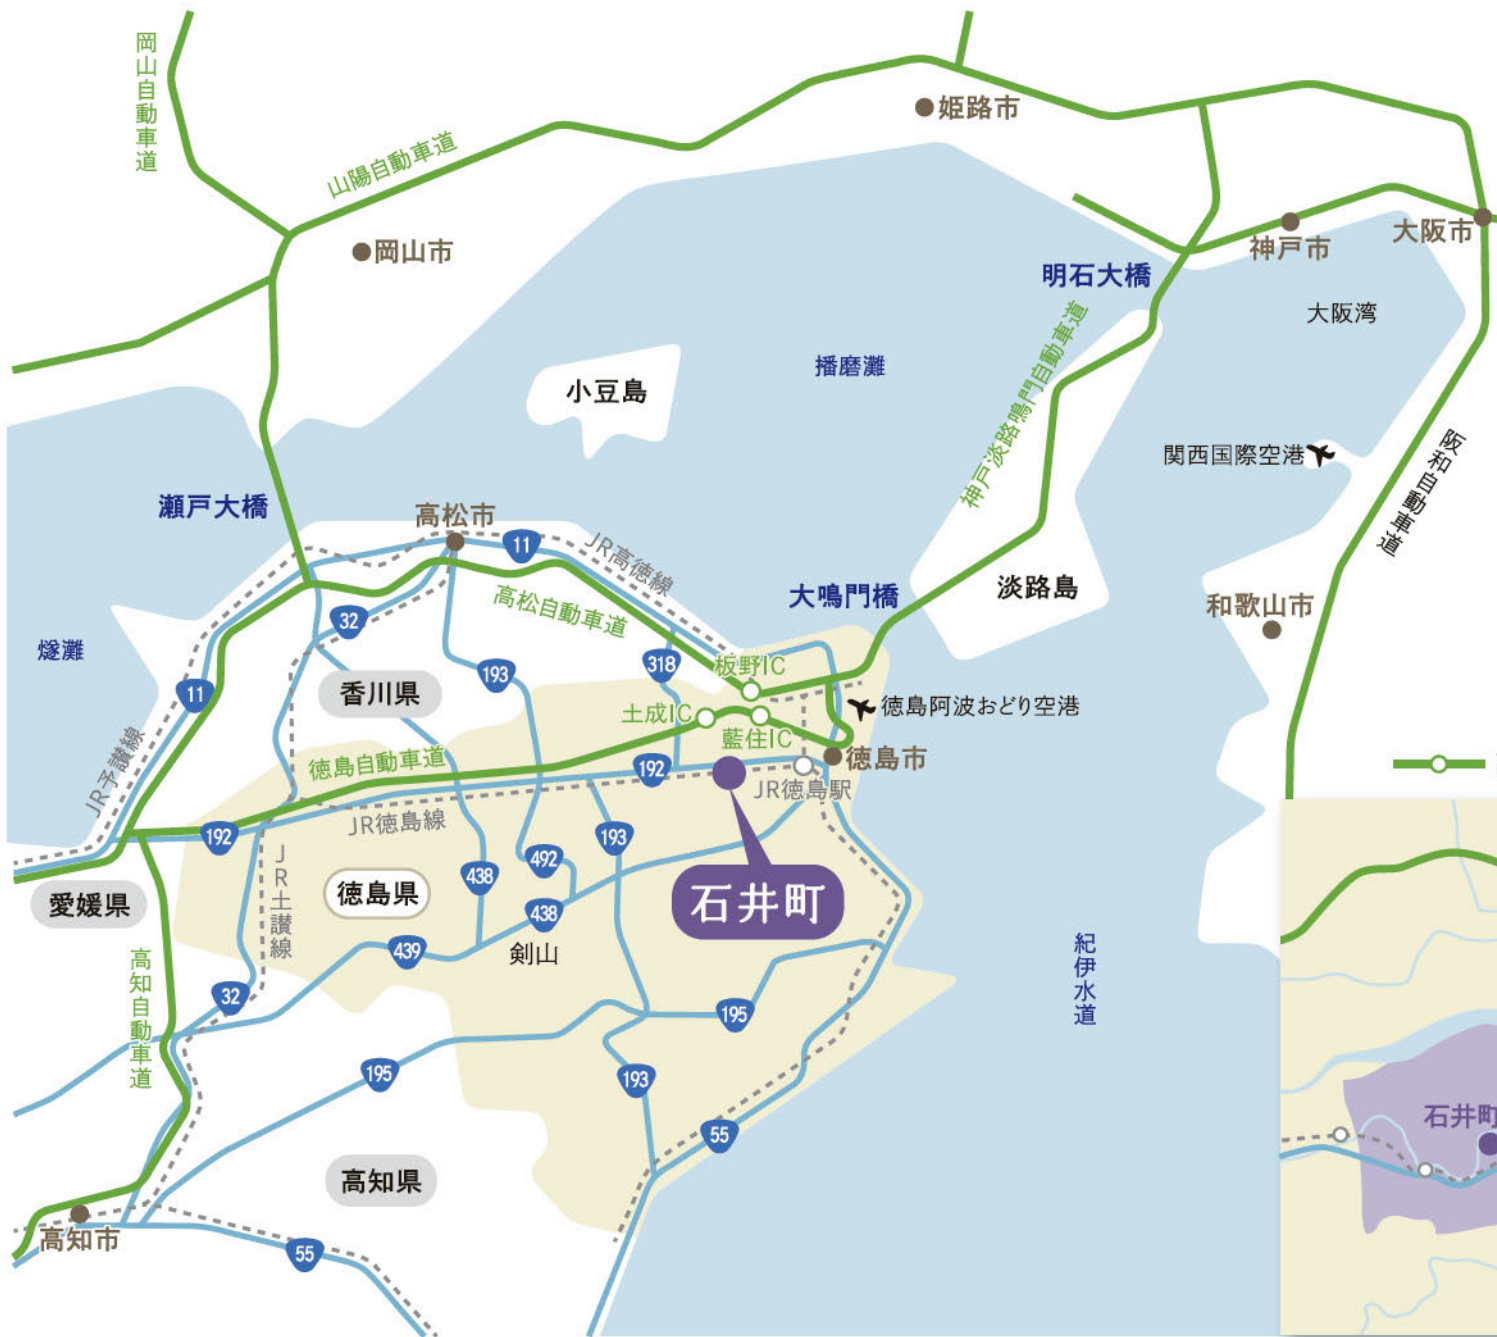 岡山自動車道
山陽自動車道
姫路市
岡山市
神戸市
大阪市
明石大橋
大阪湾
神戸淡路鳴門自動車道
播磨灘
小豆島
関西国際空港
阪和自動車道
瀬戸大橋
高松市
11
JR高徳線
高松自動車道
大鳴門橋
淡路島
和歌山市
32
燧灘
193
318
板野IC
11
香川県
土成IC
藍住IC
徳島阿波おどり空港
徳島市
JR予讃線
徳島自動車道
192
JR徳島駅
192
JR徳島線
193
JR土讃線
492
438
徳島県
石井町
愛媛県
438
439
剣山
紀伊水道
高知自動車道
32
195
195
193
55
石井町
高知県
高知市
55